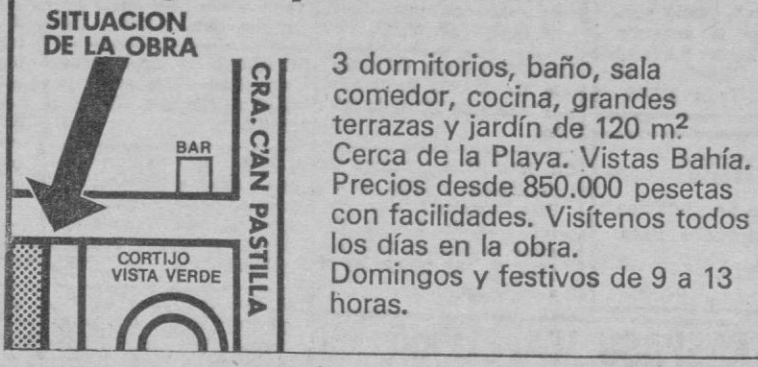 SITUACION
DE LA OBRA
BAR
CRA. C'AN PASTILLA
CORTIJO
VISTA VERDE
3 dormitorios, baño, sala
comedor, cocina, grandes
terrazas y jardín de 120 m²
Cerca de la Playa. Vistas Bahía.
Precios desde 850.000 pesetas
con facilidades. Visítenos todos
los días en la obra.
Domingos y festivos de 9 a 13
horas.